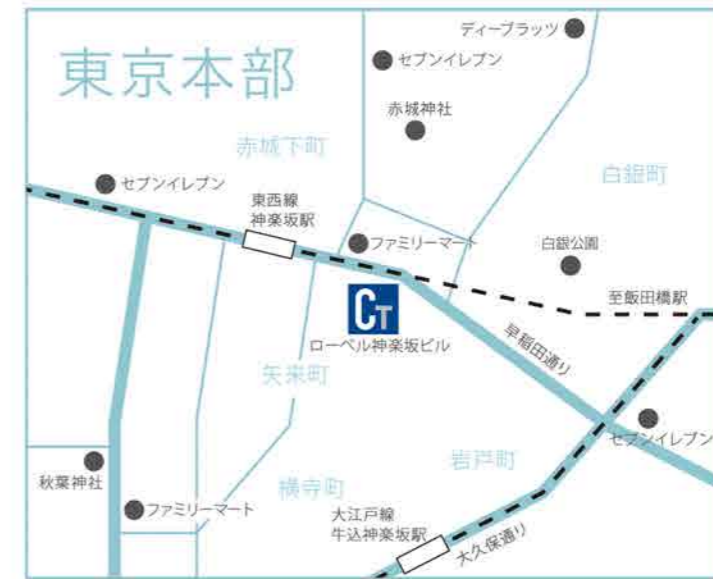 ディープラッツ
セブンイレブン
東京本部
赤城神社
赤城下町
白銀町
セブンイレブン
東西線
神楽坂駅
ファミリーマート
白銀公園
至飯田橋駅
CT
ローベル神楽坂ビル
早稲田通り
矢来町
セブンイレブン
岩戸町
秋葉神社
横寺町
ファミリーマート
大江戸線
牛込神楽坂駅
大久保通り